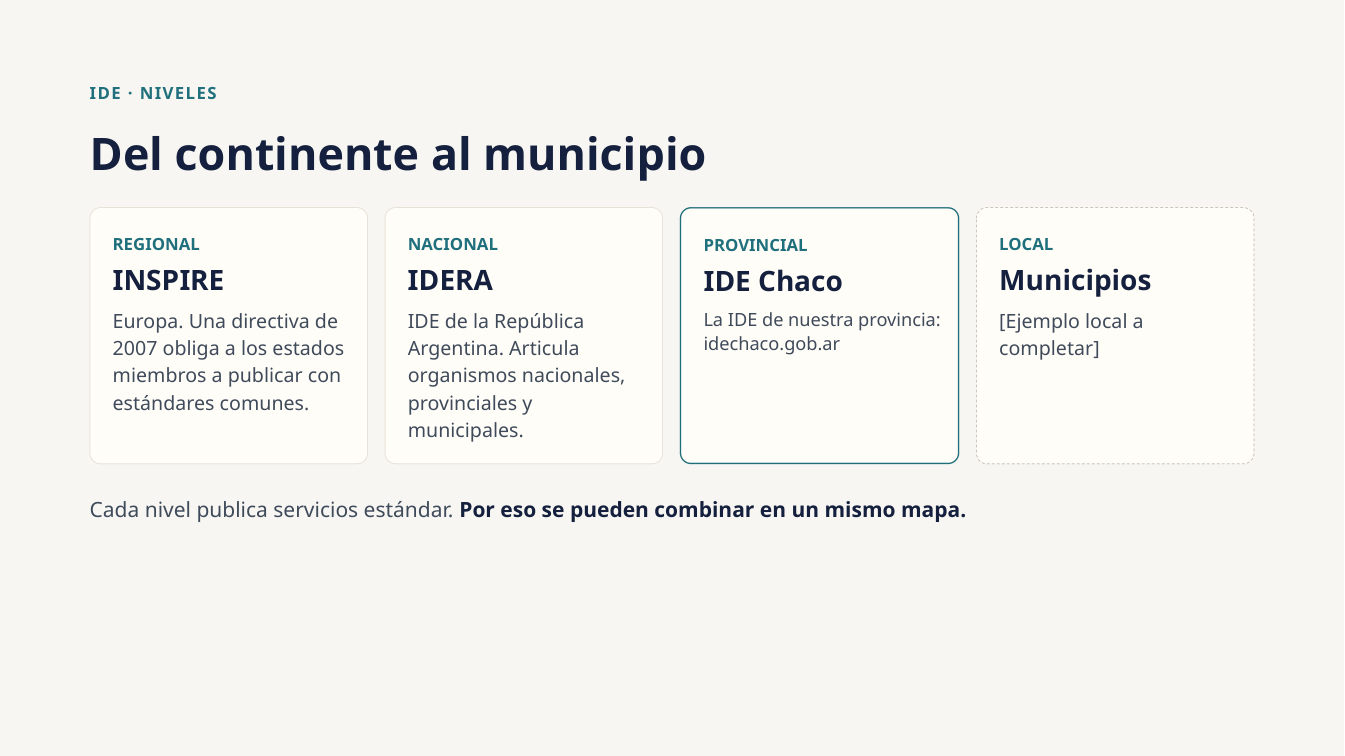 IDE · NIVELES
Del continente al municipio
REGIONAL
INSPIRE
Europa. Una directiva de
2007 obliga a los estados
miembros a publicar con
estándares comunes.
NACIONAL
IDERA
IDE de la República
Argentina. Articula
organismos nacionales,
provinciales y
municipales.
PROVINCIAL
IDE Chaco
La IDE de nuestra provincia:
idechaco.gob.ar
LOCAL
Municipios
[Ejemplo local a
completar]
Cada nivel publica servicios estándar. Por eso se pueden combinar en un mismo mapa.